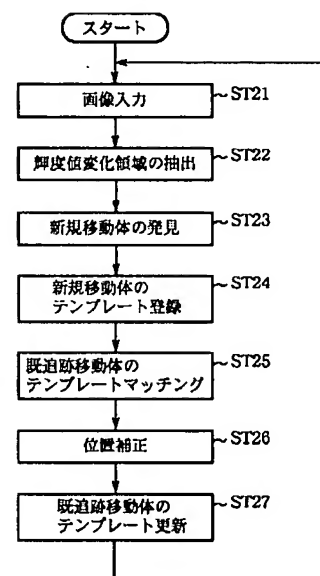 スタート
画像入力
ST21
輝度値変化領域の抽出
ST22
新規移動体の発見
ST23
新規移動体の
テンプレート登録
ST24
既追跡移動体の
テンプレートマッチング
ST25
位置補正
ST26
既追跡移動体の
テンプレート更新
ST27